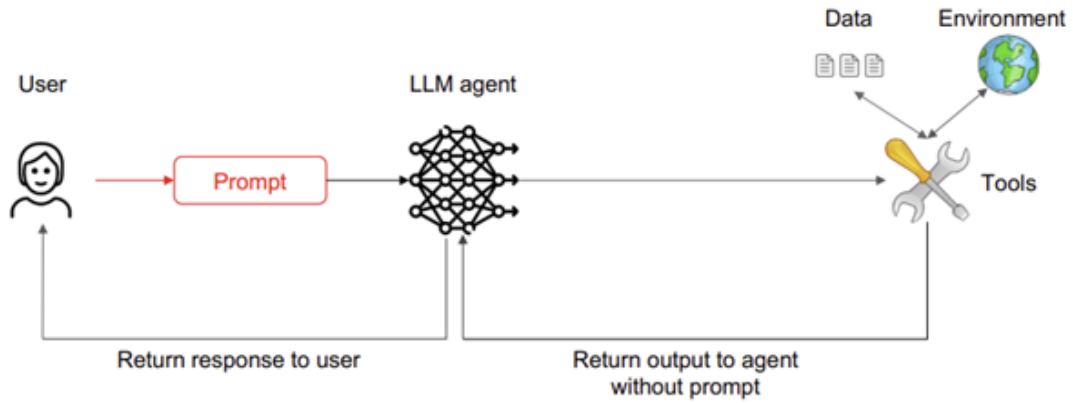 Data
Environment
User
LLM agent
Prompt
Tools
Return response to user
Return output to agent
without prompt